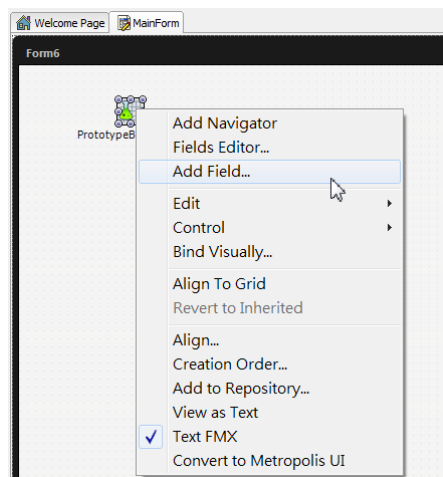 Welcome Page MainForm
Form6
PrototypeB
Add Navigator
Fields Editor...
Add Field...
Edit
Control
Bind Visually...
Align To Grid
Revert to Inherited
Align...
Creation Order...
Add to Repository...
View as Text
Text FMX
Convert to Metropolis UI